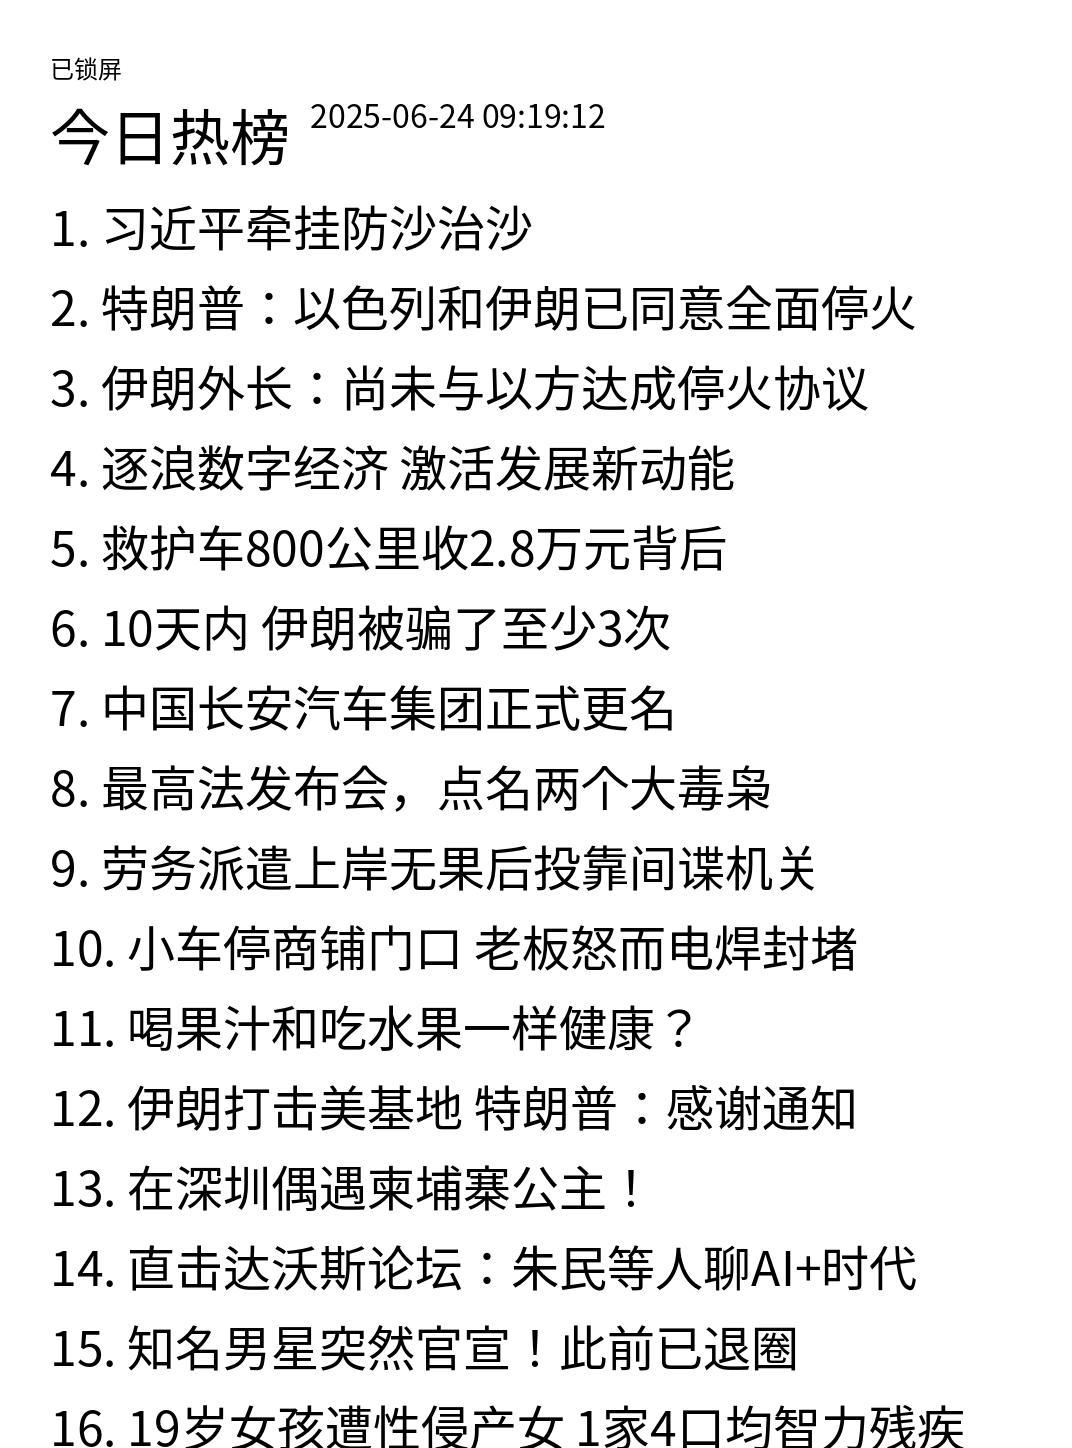 已锁屏
今日热榜 2025-06-24 09:19:12
1. 习近平牵挂防沙治沙
2. 特朗普：以色列和伊朗已同意全面停火
3. 伊朗外长：尚未与以方达成停火协议
4. 逐浪数字经济 激活发展新动能
5. 救护车800公里收2.8万元背后
6. 10天内 伊朗被骗了至少3次
7. 中国长安汽车集团正式更名
8. 最高法发布会，点名两个大毒枭
9. 劳务派遣上岸无果后投靠间谍机关
10. 小车停商铺门口 老板怒而电焊封堵
11. 喝果汁和吃水果一样健康？
12. 伊朗打击美基地 特朗普：感谢通知
13. 在深圳偶遇柬埔寨公主！
14. 直击达沃斯论坛：朱民等人聊AI+时代
15. 知名男星突然官宣！此前已退圈
16. 19岁女孩遭性侵产女 1家4口均智力残疾